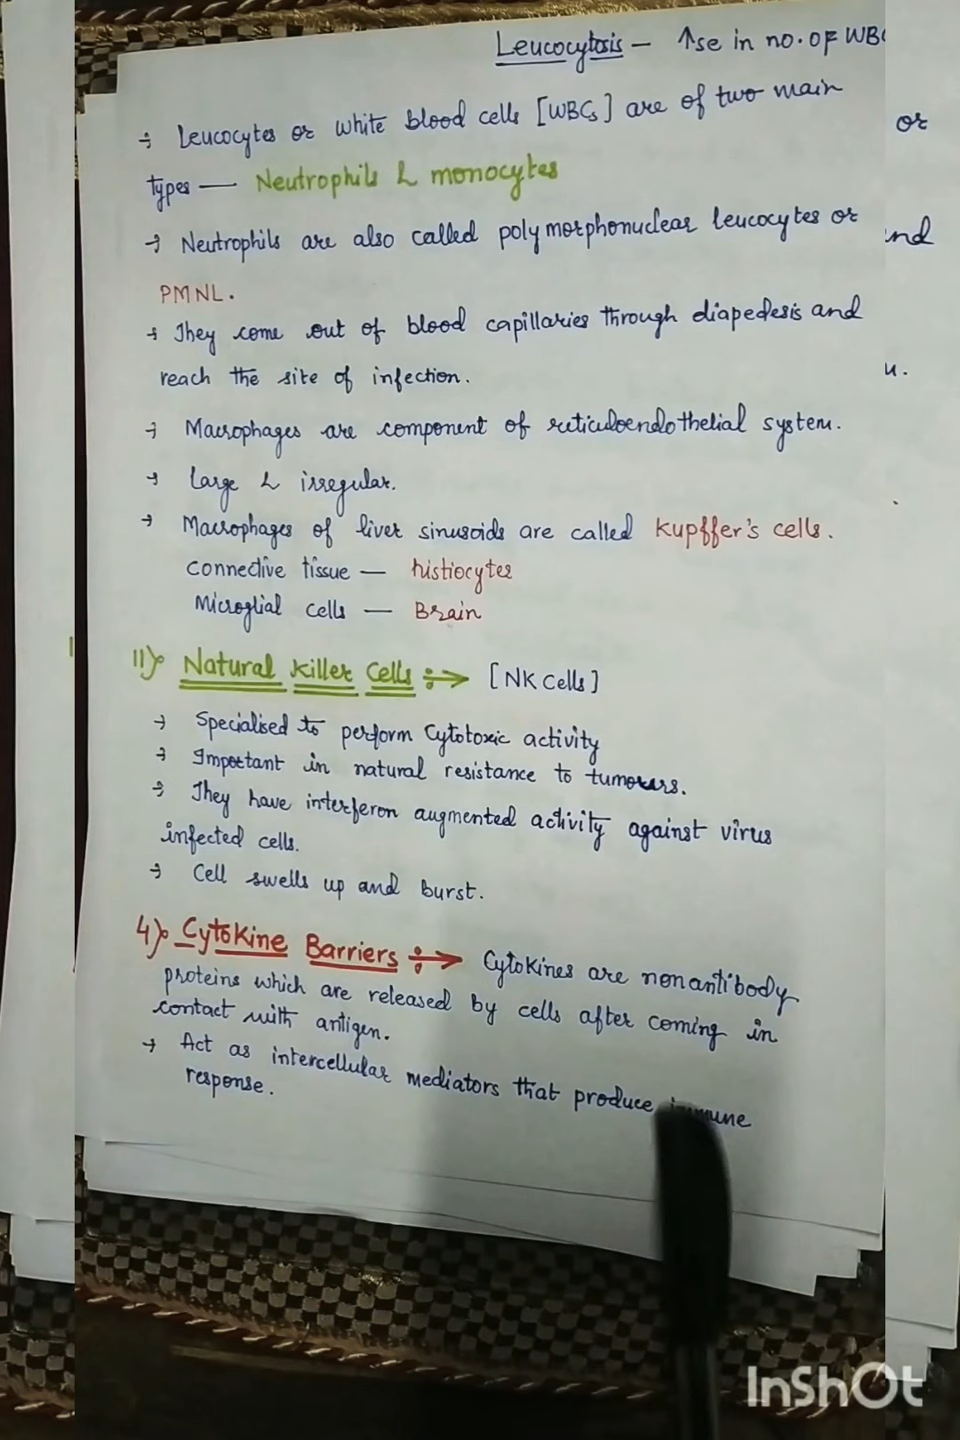 Leucocytosis — ↑se in no. of WBC
→ Leucocytes or white blood cells [WBCs] are of two main
or
types — Neutrophils & monocytes
→ Neutrophils are also called polymorphonuclear leucocytes or
and
PMNL.
→ They come out of blood capillaries through diapedesis and
reach the site of infection.
→ Macrophages are component of reticuloendothelial system.
→ Large & irregular.
→ Macrophages of liver sinusoids are called Kupffer's cells.
connective tissue — histiocytes
Microglial cells — Brain
11) Natural Killer Cells :→ [NK Cells]
→ Specialised to perform Cytotoxic activity
→ Important in natural resistance to tumours.
→ They have interferon augmented activity against virus
infected cells.
→ Cell swells up and burst.
4) Cytokine Barriers :→ Cytokines are nonantibody
proteins which are released by cells after coming in
contact with antigen.
→ Act as intercellular mediators that produce immune
response.
InShOt